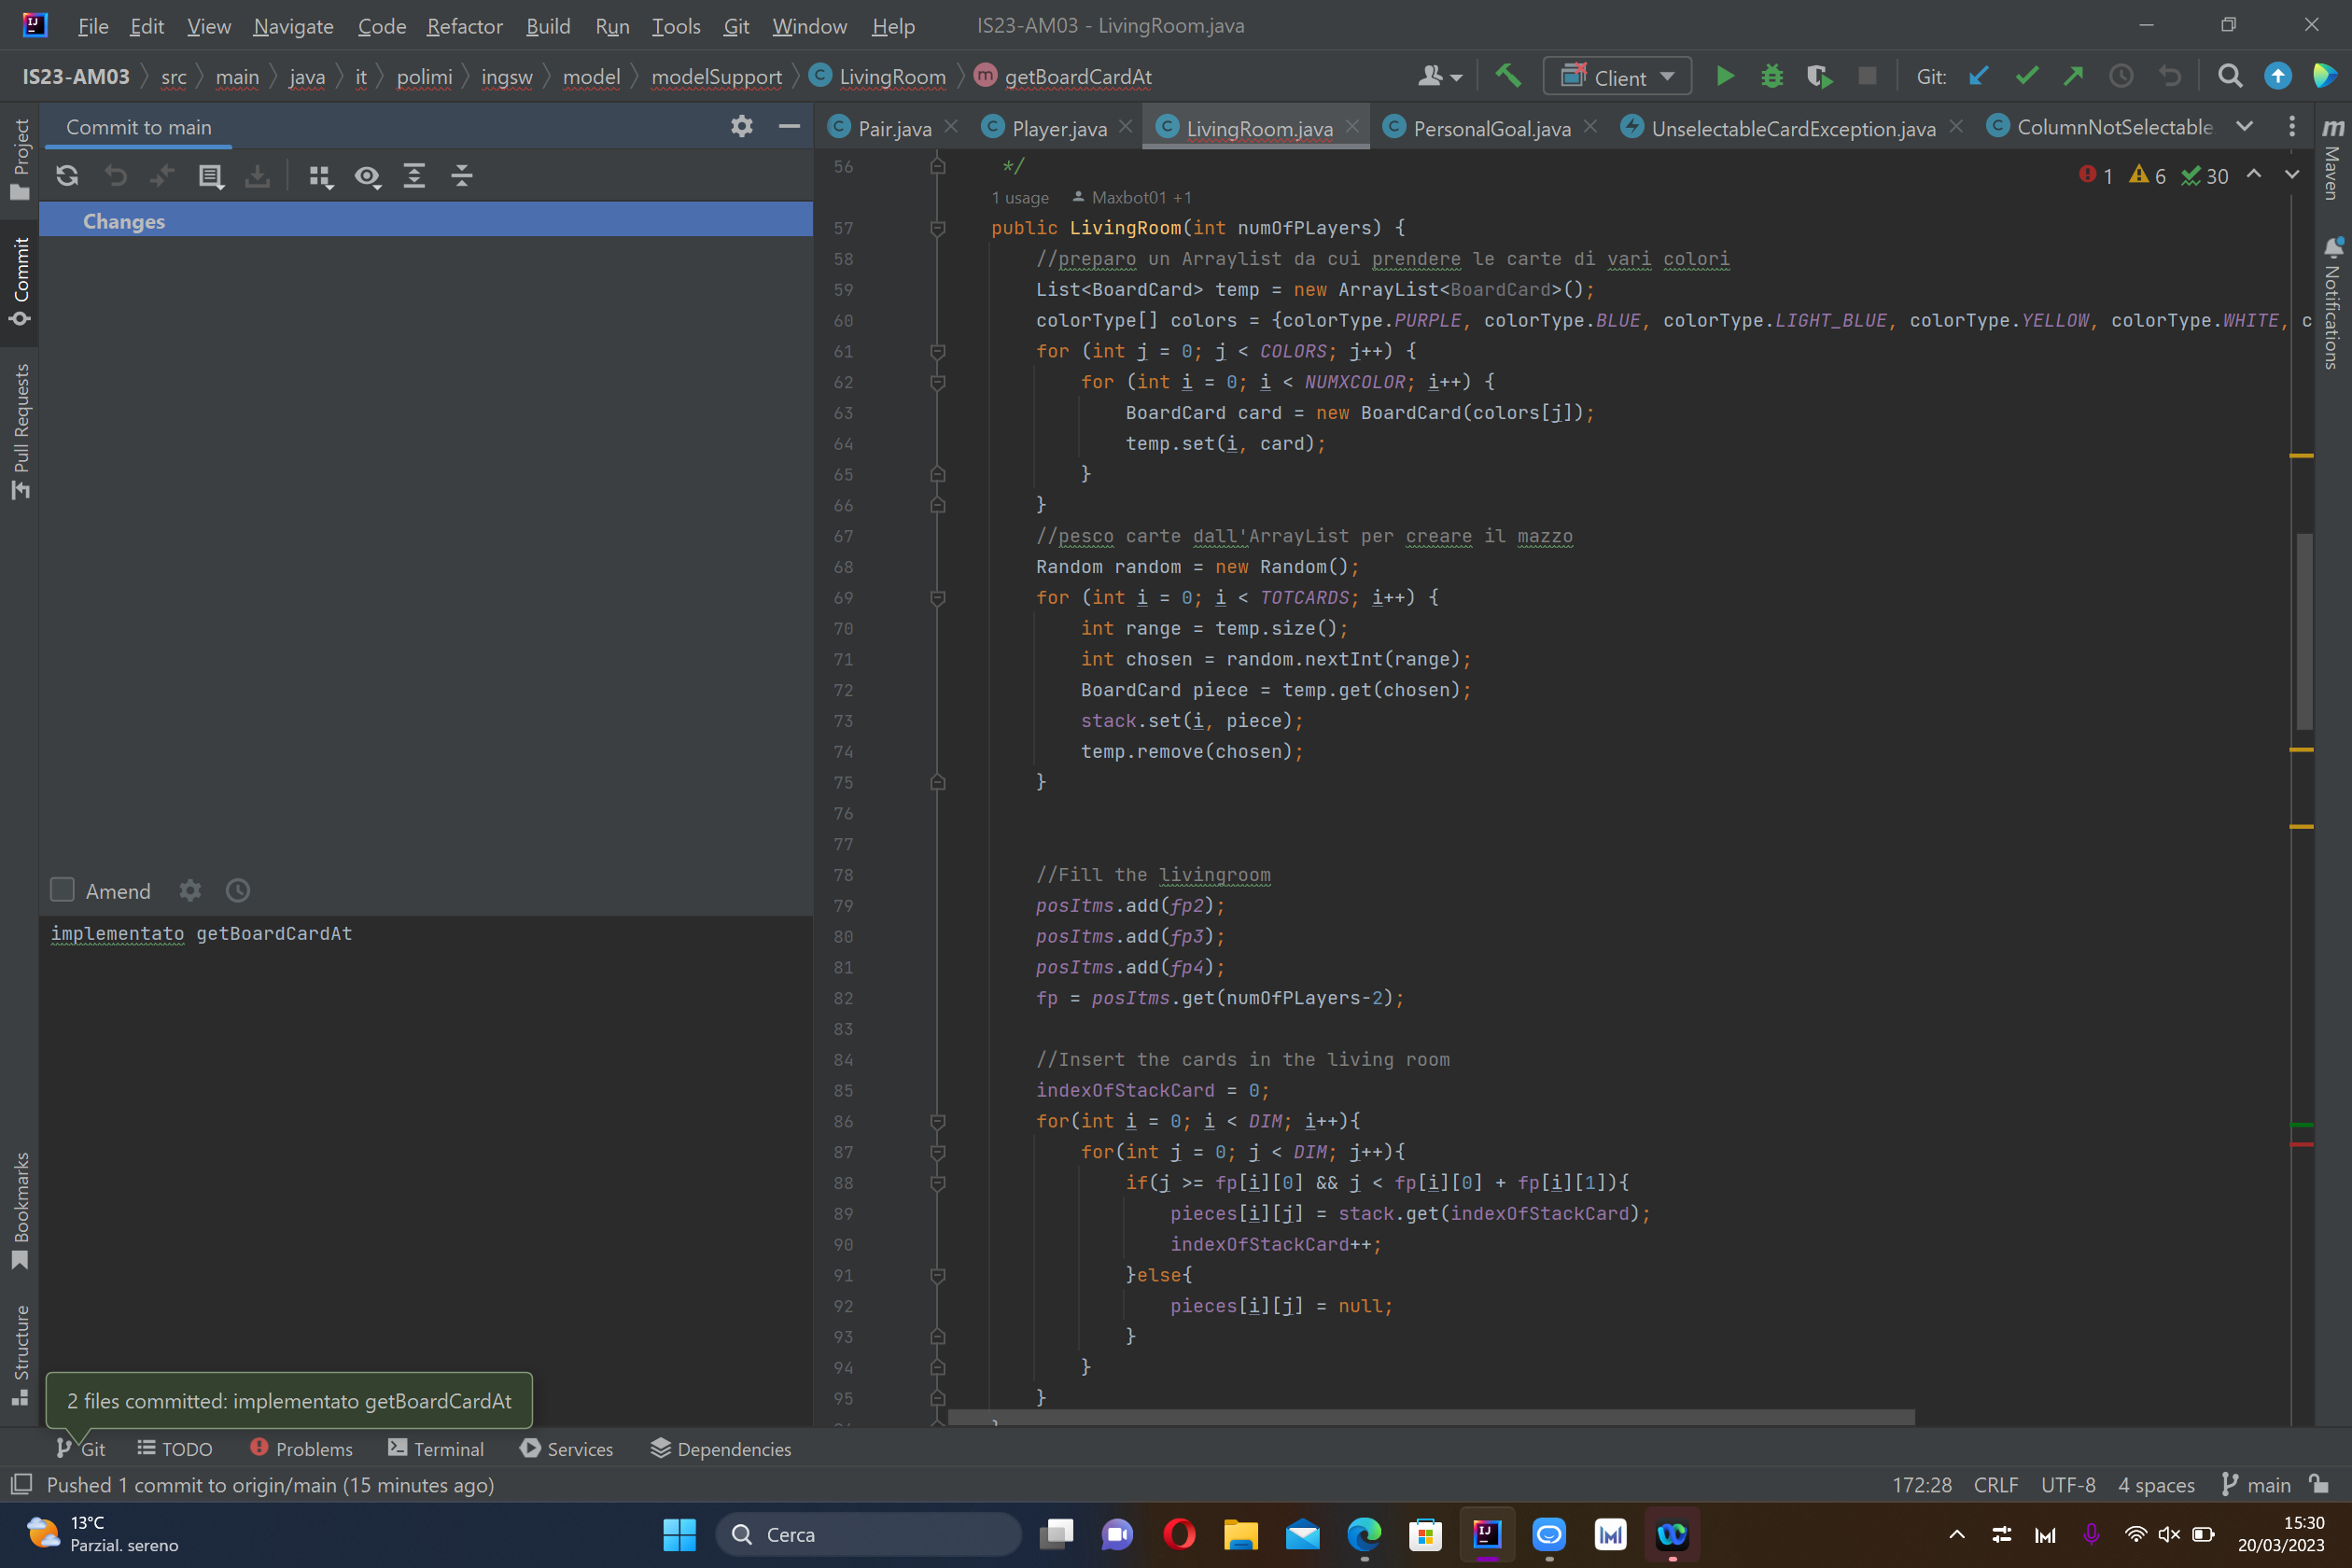 File Edit View Navigate Code Refactor Build Run Tools Git Window Help IS23-AM03 - LivingRoom.java
IS23-AM03 src main java it polimi ingsw model modelSupport LivingRoom getBoardCardAt Client Git:
Commit to main
Pair.java Player.java LivingRoom.java PersonalGoal.java UnselectableCardException.java ColumnNotSelectable
Project
Commit
Pull Requests
Bookmarks
Structure
Changes
Amend
implementato getBoardCardAt
2 files committed: implementato getBoardCardAt
1 6 30
56 */
1 usage Maxbot01 +1
57 public LivingRoom(int numOfPLayers) {
58 //preparo un Arraylist da cui prendere le carte di vari colori
59 List<BoardCard> temp = new ArrayList<BoardCard>();
60 colorType[] colors = {colorType.PURPLE, colorType.BLUE, colorType.LIGHT_BLUE, colorType.YELLOW, colorType.WHITE, c
61 for (int j = 0; j < COLORS; j++) {
62 for (int i = 0; i < NUMXCOLOR; i++) {
63 BoardCard card = new BoardCard(colors[j]);
64 temp.set(i, card);
65 }
66 }
67 //pesco carte dall'ArrayList per creare il mazzo
68 Random random = new Random();
69 for (int i = 0; i < TOTCARDS; i++) {
70 int range = temp.size();
71 int chosen = random.nextInt(range);
72 BoardCard piece = temp.get(chosen);
73 stack.set(i, piece);
74 temp.remove(chosen);
75 }
76
77
78 //Fill the livingroom
79 posItms.add(fp2);
80 posItms.add(fp3);
81 posItms.add(fp4);
82 fp = posItms.get(numOfPLayers-2);
83
84 //Insert the cards in the living room
85 indexOfStackCard = 0;
86 for(int i = 0; i < DIM; i++){
87 for(int j = 0; j < DIM; j++){
88 if(j >= fp[i][0] && j < fp[i][0] + fp[i][1]){
89 pieces[i][j] = stack.get(indexOfStackCard);
90 indexOfStackCard++;
91 }else{
92 pieces[i][j] = null;
93 }
94 }
95 }
m Maven
Notifications
Git TODO Problems Terminal Services Dependencies
Pushed 1 commit to origin/main (15 minutes ago) 172:28 CRLF UTF-8 4 spaces main
13°C
Parzial. sereno
Cerca
15:30
20/03/2023